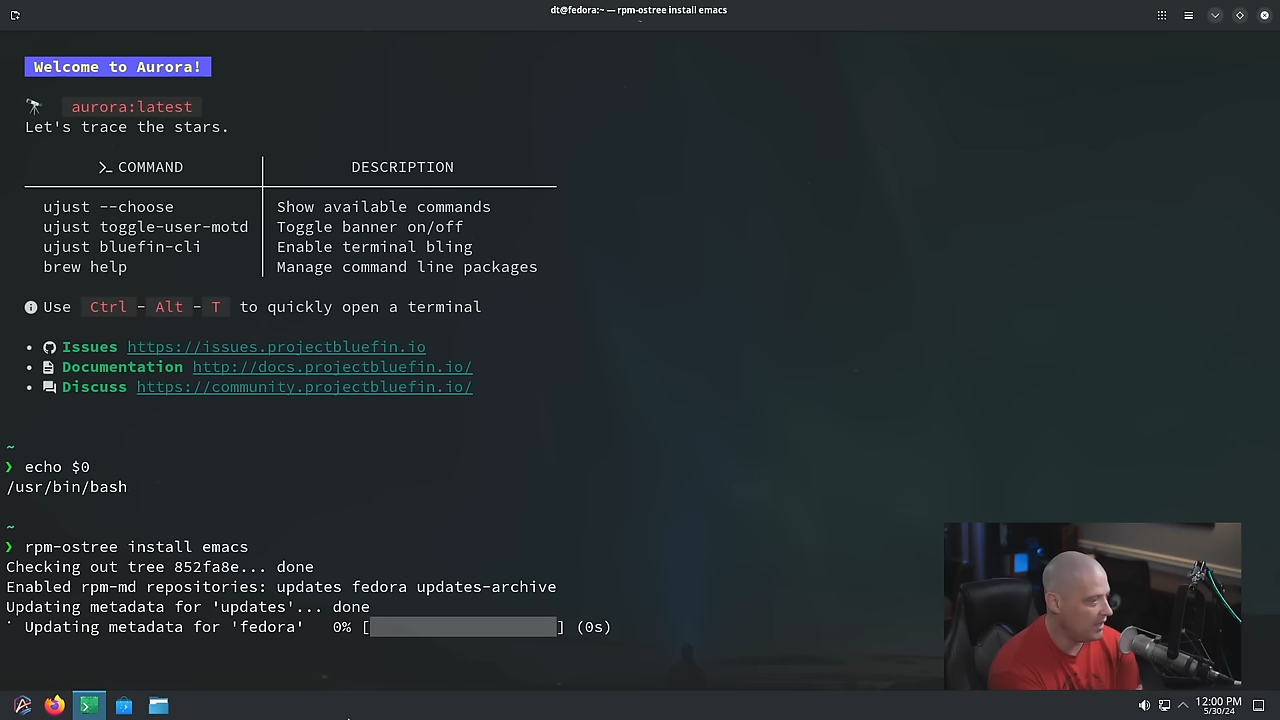 dt@fedora:~ — rpm-ostree install emacs
~
Welcome to Aurora!
aurora:latest
Let's trace the stars.
COMMAND DESCRIPTION
ujust --choose Show available commands
ujust toggle-user-motd Toggle banner on/off
ujust bluefin-cli Enable terminal bling
brew help Manage command line packages
Use Ctrl - Alt - T to quickly open a terminal
• Issues https://issues.projectbluefin.io
• Documentation http://docs.projectbluefin.io/
• Discuss https://community.projectbluefin.io/
~
❯ echo $0
/usr/bin/bash
~
❯ rpm-ostree install emacs
Checking out tree 852fa8e... done
Enabled rpm-md repositories: updates fedora updates-archive
Updating metadata for 'updates'... done
Updating metadata for 'fedora' 0% [ ] (0s)
12:00 PM
5/30/24